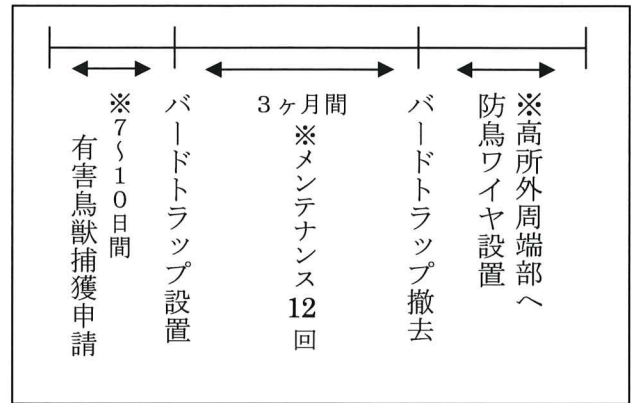 ※7〜10日間
有害鳥獣捕獲申請
バードトラップ設置
3ヶ月間
※メンテナンス12回
バードトラップ撤去
※高所外周端部へ
防鳥ワイヤ設置